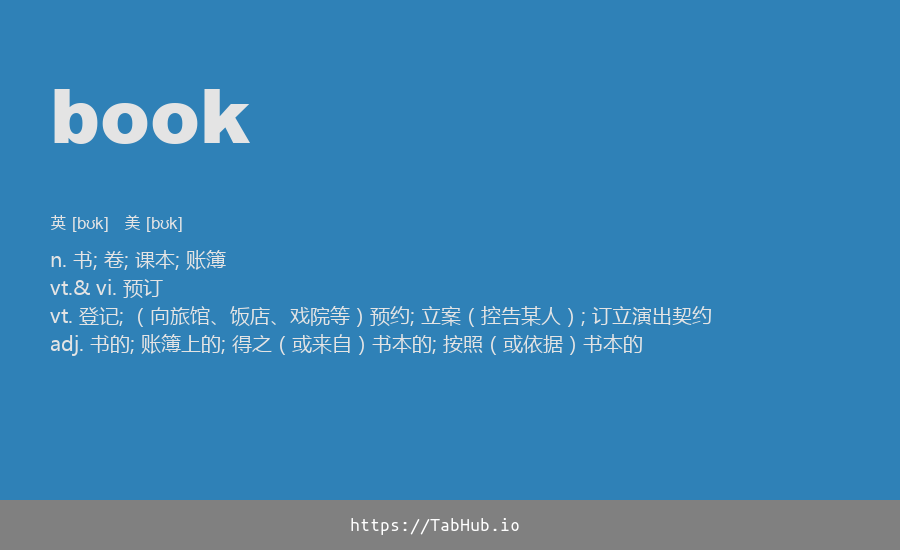 book
英 [bʊk] 美 [bʊk]
n. 书; 卷; 课本; 账簿
vt.& vi. 预订
vt. 登记; （向旅馆、饭店、戏院等）预约; 立案（控告某人）; 订立演出契约
adj. 书的; 账簿上的; 得之（或来自）书本的; 按照（或依据）书本的
https://TabHub.io